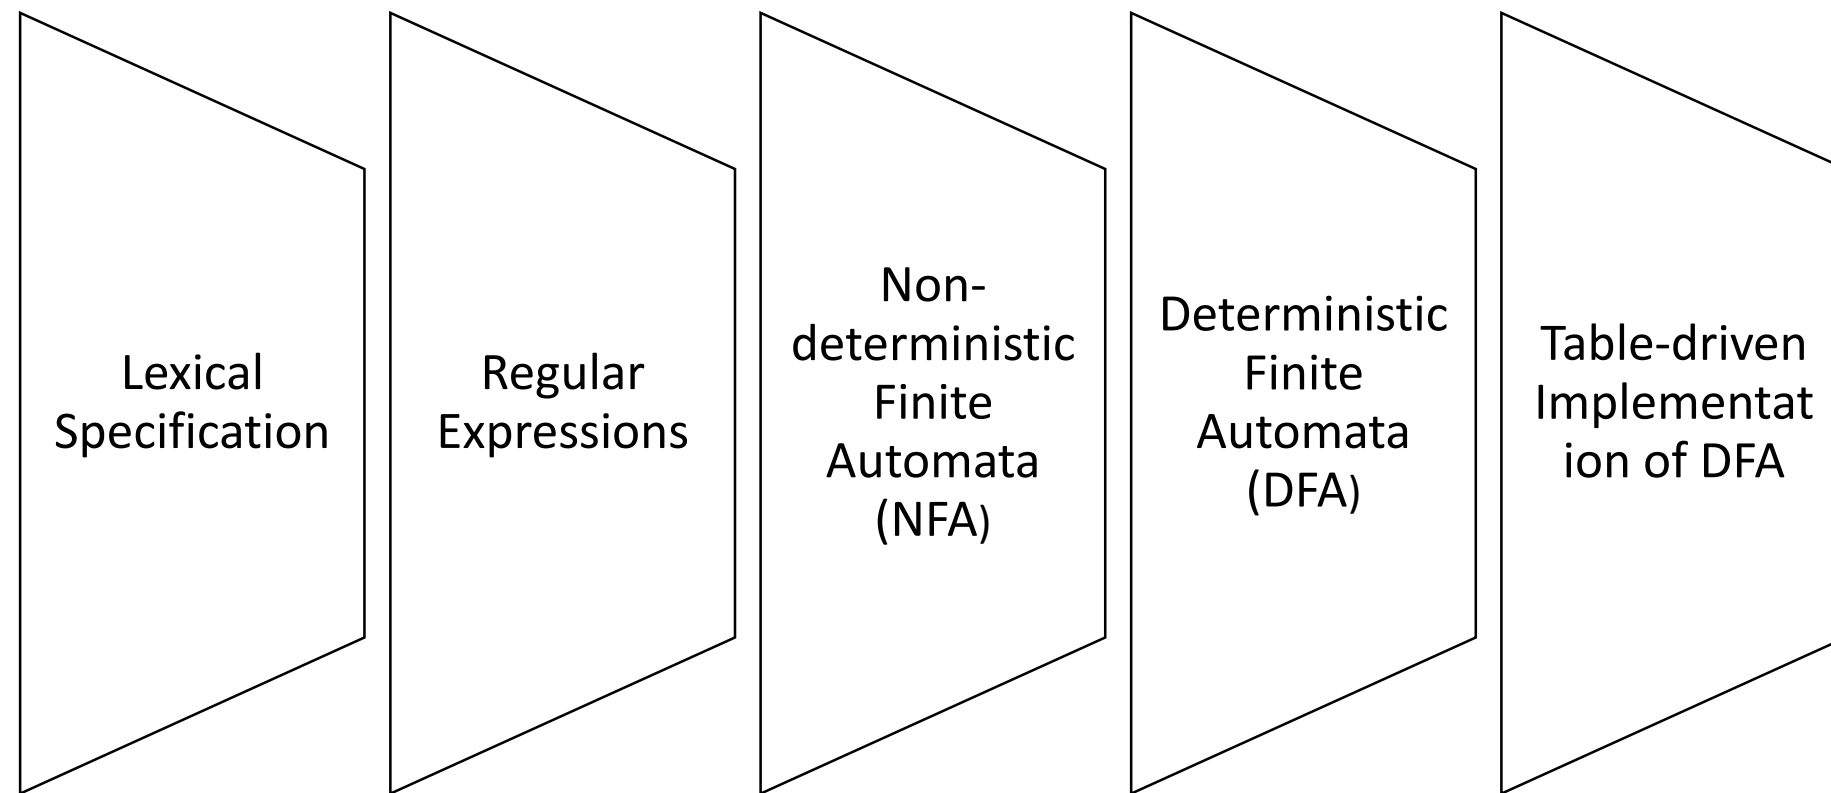 Lexical
Specification
Regular
Expressions
Non-
deterministic
Finite
Automata
(NFA)
Deterministic
Finite
Automata
(DFA)
Table-driven
Implementat
ion of DFA